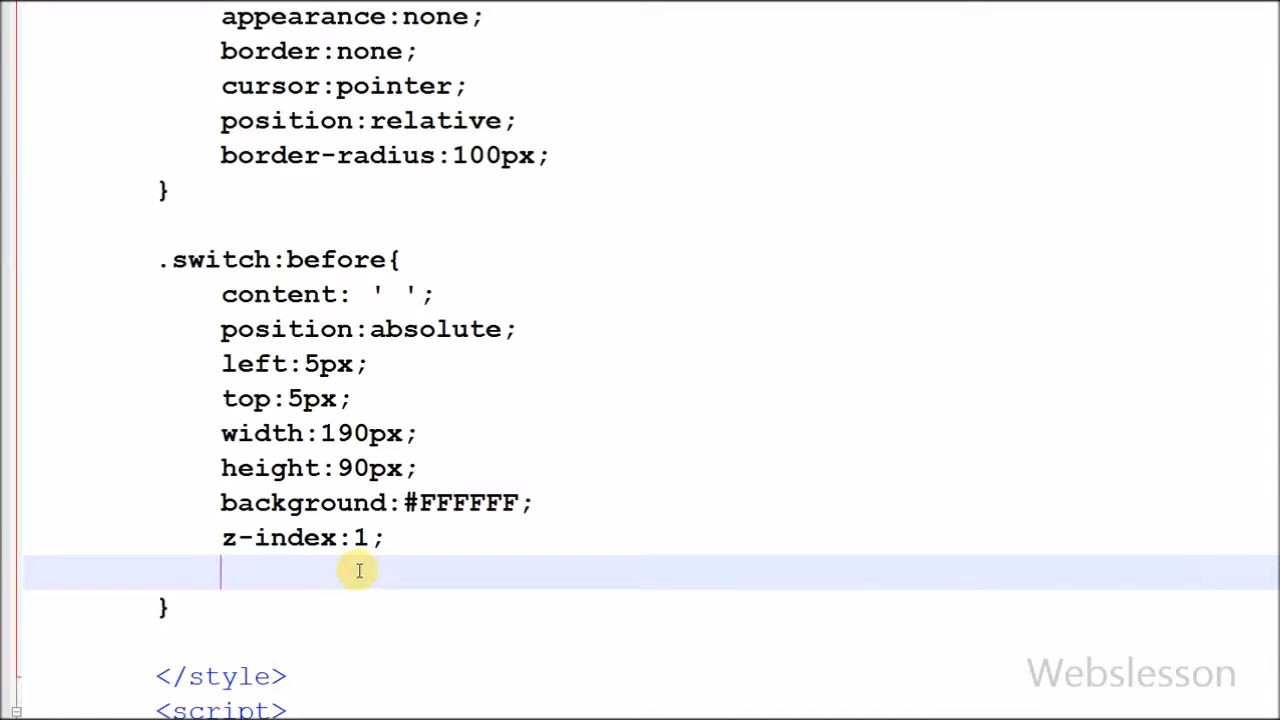 appearance:none;
border:none;
cursor:pointer;
position:relative;
border-radius:100px;
}
.switch:before{
content: ' ';
position:absolute;
left:5px;
top:5px;
width:190px;
height:90px;
background:#FFFFFF;
z-index:1;
}
</style>
Webslesson
<script>